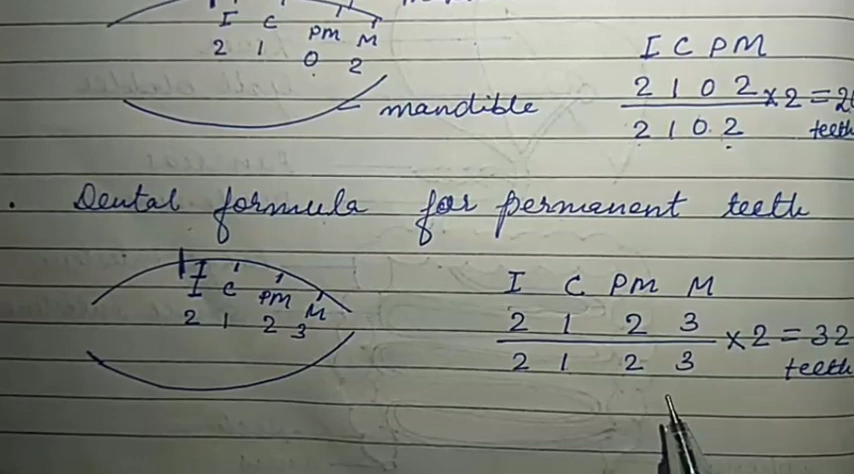 I C PM M
2 1 0 2
mandible
I C P M
2 1 0 2 × 2 = 20
2 1 0 2 teeth
. Dental formula for permanent teeth
I
I C PM M
2 1 2 3
I C PM M
2 1 2 3 × 2 = 32
2 1 2 3 teeth